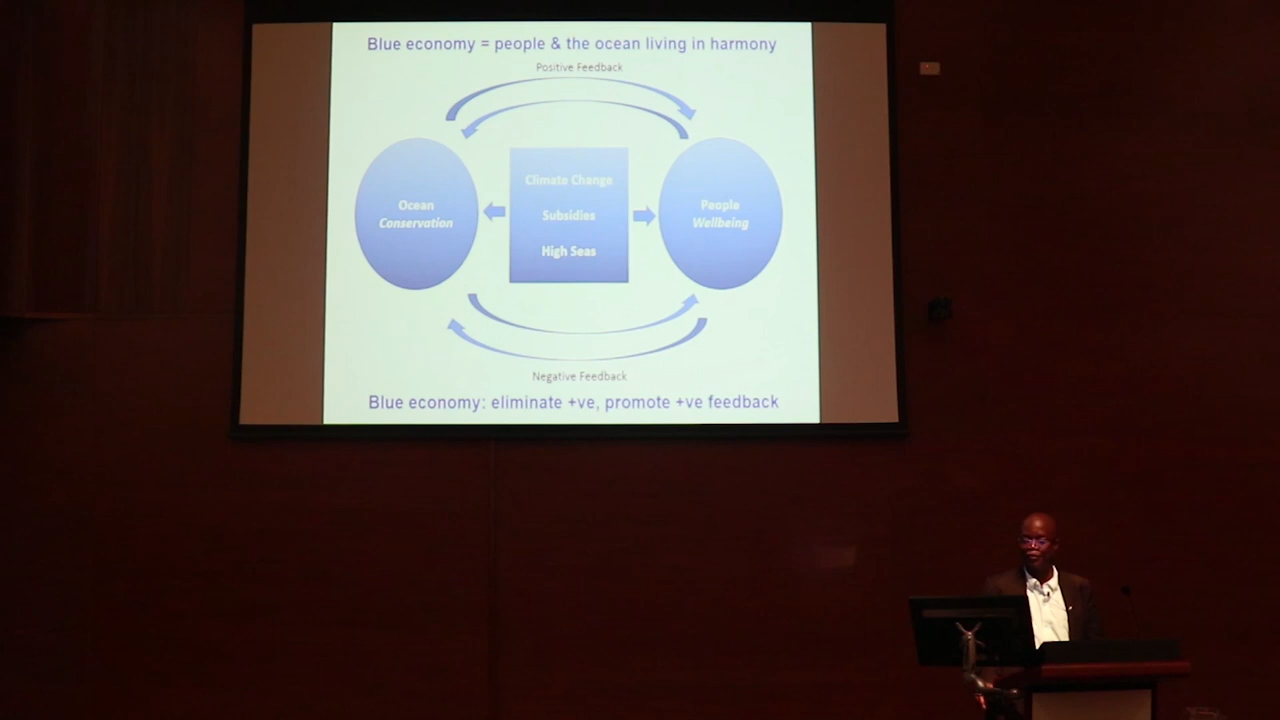 Blue economy = people & the ocean living in harmony
Positive Feedback
Climate Change
Ocean
Conservation
Subsidies
People
Wellbeing
High Seas
Negative Feedback
Blue economy: eliminate +ve, promote +ve feedback